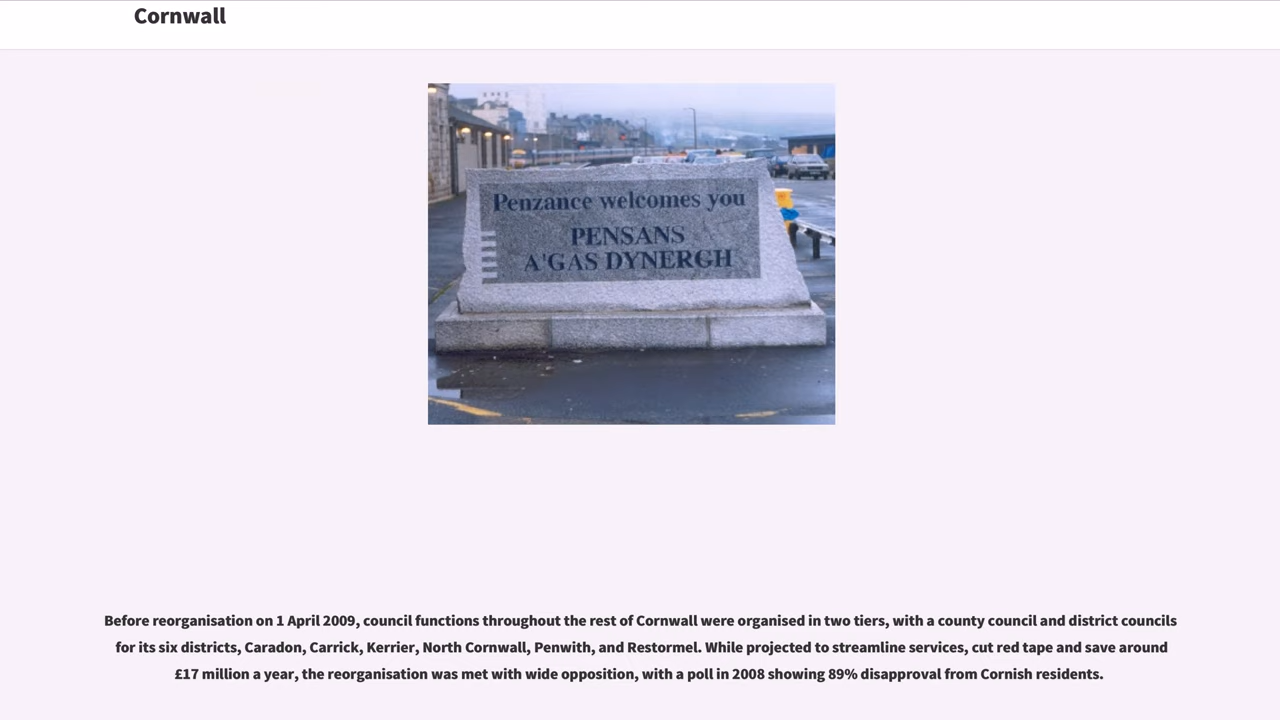 Cornwall
Penzance welcomes you
PENSANS
A'GAS DYNERGH
Before reorganisation on 1 April 2009, council functions throughout the rest of Cornwall were organised in two tiers, with a county council and district councils
for its six districts, Caradon, Carrick, Kerrier, North Cornwall, Penwith, and Restormel. While projected to streamline services, cut red tape and save around
£17 million a year, the reorganisation was met with wide opposition, with a poll in 2008 showing 89% disapproval from Cornish residents.